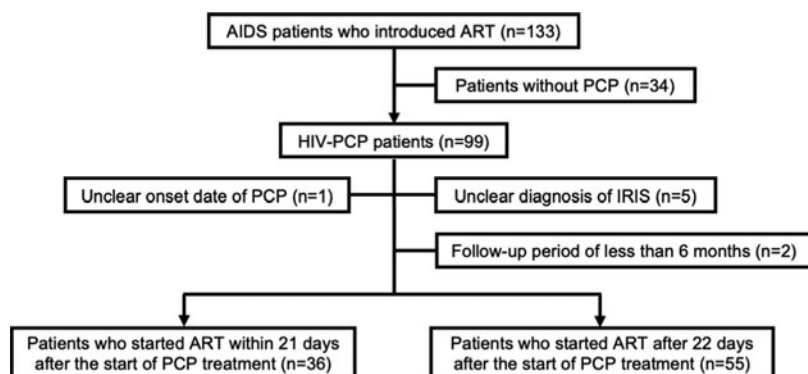 AIDS patients who introduced ART (n=133)
Patients without PCP (n=34)
HIV-PCP patients (n=99)
Unclear onset date of PCP (n=1)
Unclear diagnosis of IRIS (n=5)
Follow-up period of less than 6 months (n=2)
Patients who started ART within 21 days
after the start of PCP treatment (n=36)
Patients who started ART after 22 days
after the start of PCP treatment (n=55)